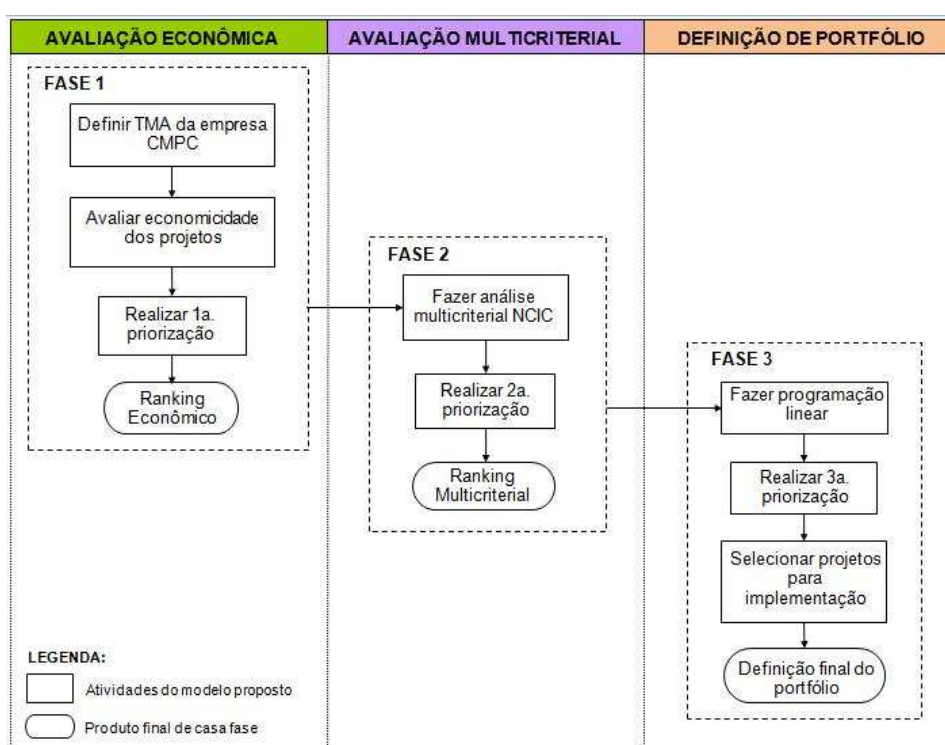 AVALIAÇÃO ECONÔMICA
AVALIAÇÃO MULTICRITERIAL
DEFINIÇÃO DE PORTFÓLIO
FASE 1
Definir TMA da empresa
CMPC
Avaliar economicidade
dos projetos
Realizar 1a.
priorização
Ranking
Econômico
FASE 2
Fazer análise
multicriterial NCIC
Realizar 2a.
priorização
Ranking
Multicriterial
FASE 3
Fazer programação
linear
Realizar 3a.
priorização
Selecionar projetos
para
implementação
Definição final do
portfólio
LEGENDA:
Atividades do modelo proposto
Produto final de casa fase